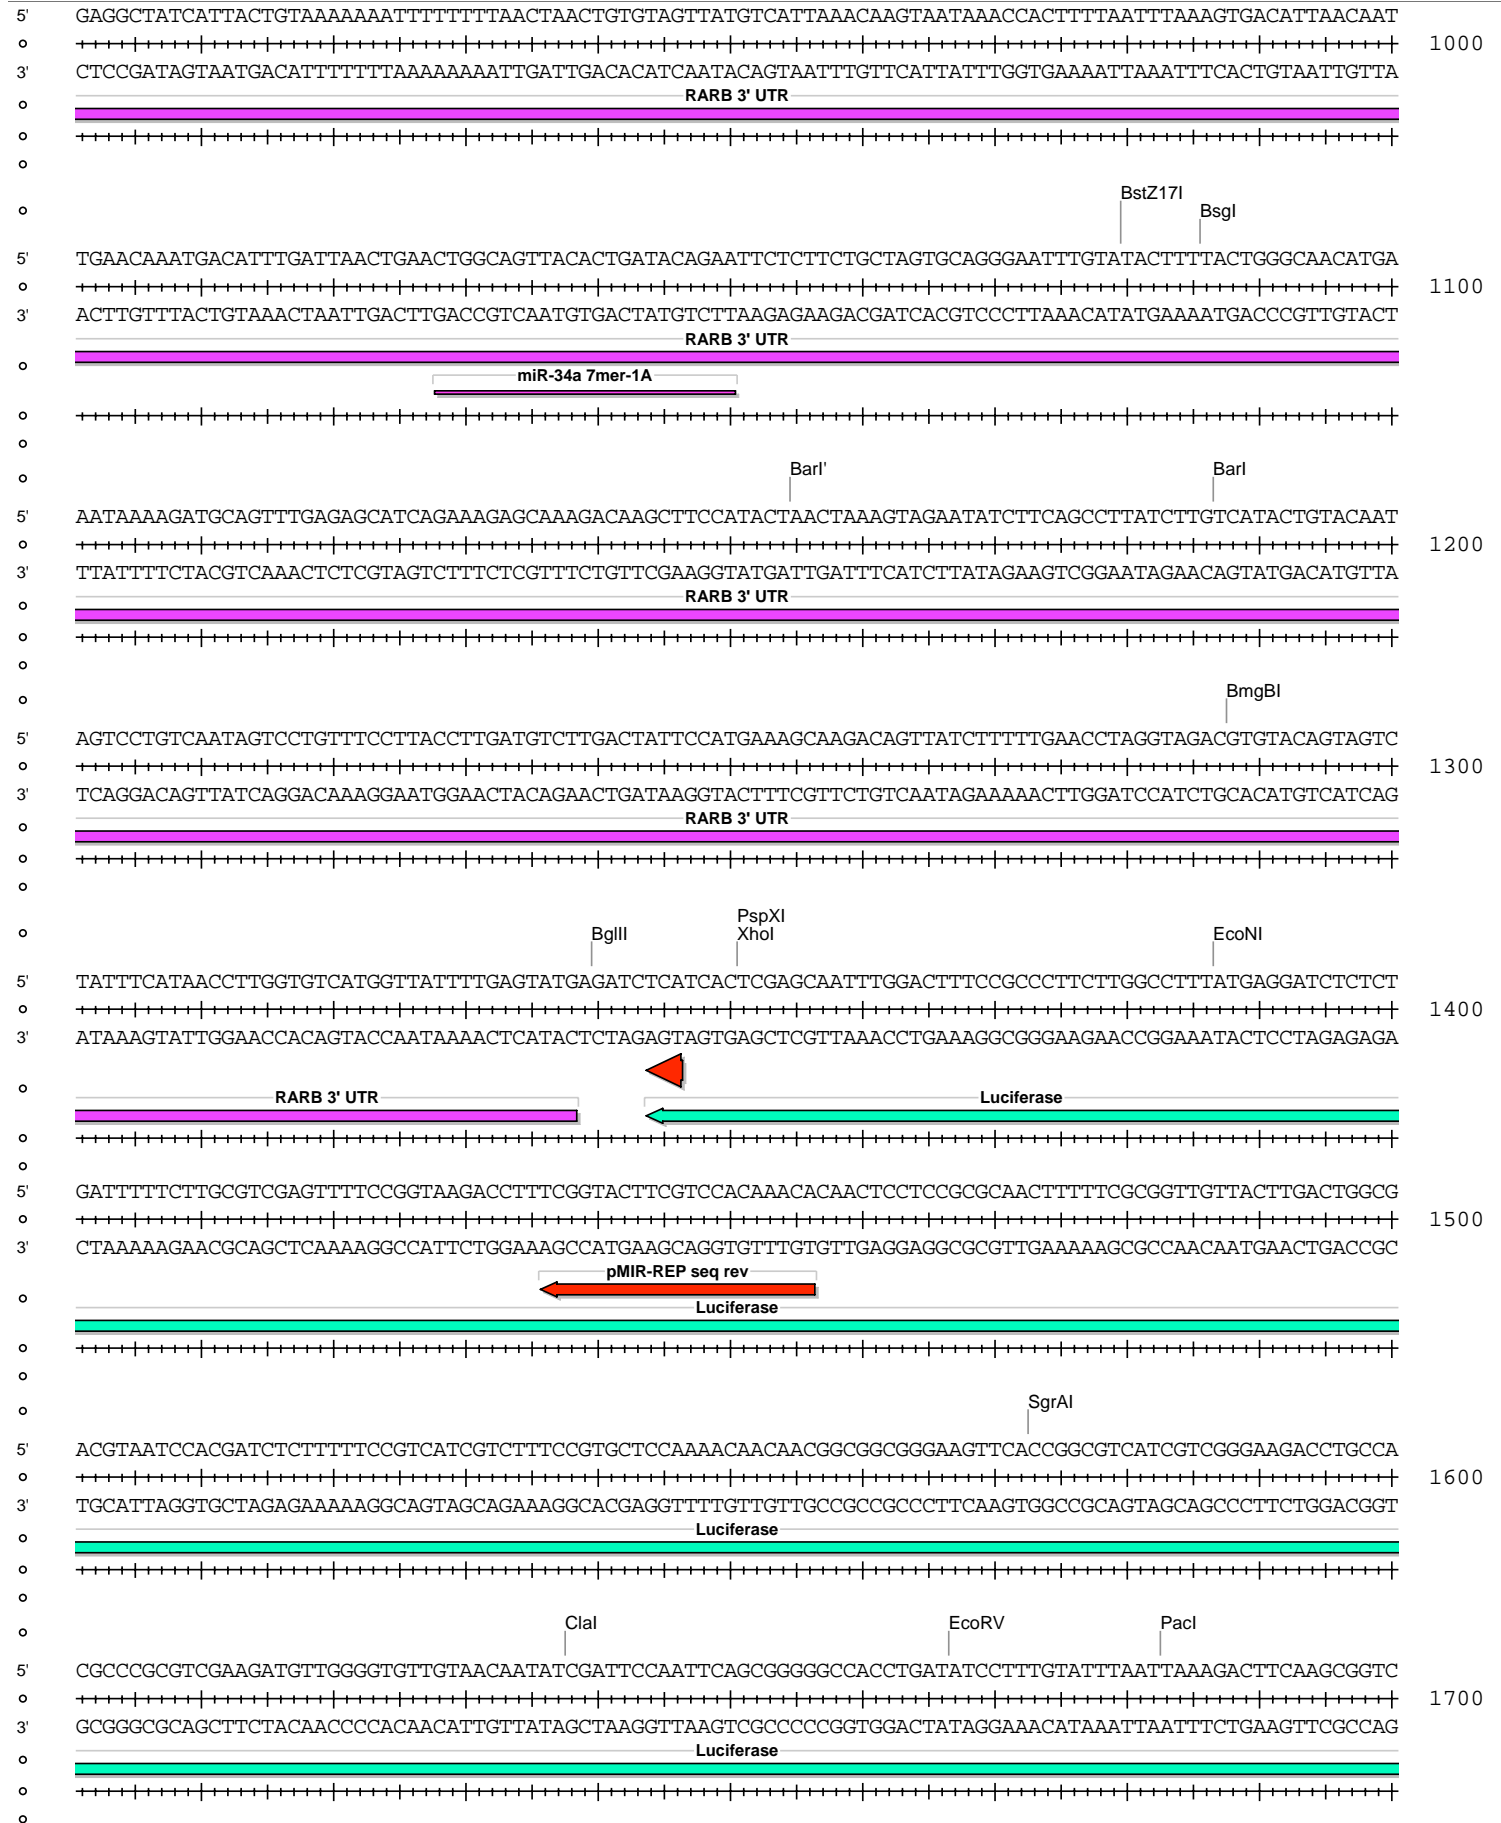 5' GAGGCTATCATTACTGTAAAAAAATTTTTTTTTAACTAACTGTGTAGTTATGTCATTAAACAAGTAATAAACCACTTTTAATTTAAAGTGACATTAACAAT
1000
3' CTCCGATAGTAATGACATTTTTTTAAAAAAAAATTGATTGACACATCAATACAGTAATTTGTTCATTATTTGGTGAAAATTAAATTTCACTGTAATTGTTA
RARB 3' UTR
BstZ17I
BsgI
5' TGAACAAATGACATTTGATTAACTGAACTGGCAGTTACACTGATACAGAATTCTCTTCTGCTAGTGCAGGGAATTTGTATACTTTTACTGGGCAACATGA
1100
3' ACTTGTTTACTGTAAACTAATTGACTTGACCGTCAATGTGACTATGTCTTAAGAGAAGACGATCACGTCCCTTAAACATATGAAAATGACCCGTTGTACT
RARB 3' UTR
miR-34a 7mer-1A
BarI'
BarI
5' AATAAAAGATGCAGTTTGAGAGCATCAGAAAGAGCAAAGACAAGCTTCCATACTAACTAAAGTAGAATATCTTCAGCCTTATCTTGTCATACTGTACAAT
1200
3' TTATTTTCTACGTCAAACTCTCGTAGTCTTTCTCGTTTCTGTTCGAAGGTATGATTGATTTCATCTTATAGAAGTCGGAATAGAACAGTATGACATGTTA
RARB 3' UTR
BmgBI
5' AGTCCTGTCAATAGTCCTGTTTCCTTACCTTGATGTCTTGACTATTCCATGAAAGCAAGACAGTTATCTTTTTGAACCTAGGTAGACGTGTACAGTAGTC
1300
3' TCAGGACAGTTATCAGGACAAAGGAATGGAACTACAGAACTGATAAGGTACTTTCGTTCTGTCAATAGAAAAACTTGGATCCATCTGCACATGTCATCAG
RARB 3' UTR
BglII
PspXI
XhoI
EcoNI
5' TATTTCATAACCTTGGTGTCATGGTTATTTTGAGTATGAGATCTCATCACTCGAGCAATTTGGACTTTCCGCCCTTCTTGGCCTTTATGAGGATCTCTCT
1400
3' ATAAAGTATTGGAACCACAGTACCAATAAAACTCATACTCTAGAGTAGTGAGCTCGTTAAACCTGAAAGGCGGGAAGAACCGGAAATACTCCTAGAGAGA
RARB 3' UTR
Luciferase
5' GATTTTTCTTGCGTCGAGTTTTCCGGTAAGACCTTTCGGTACTTCGTCCACAAACACAACTCCTCCGCGCAACTTTTTCGCGGTTGTTACTTGACTGGCG
1500
3' CTAAAAAGAACGCAGCTCAAAAGGCCATTCTGGAAAGCCATGAAGCAGGTGTTTGTGTTGAGGAGGCGCGTTGAAAAAGCGCCAACAATGAACTGACCGC
pMIR-REP seq rev
Luciferase
SgrAI
5' ACGTAATCCACGATCTCTTTTTCCGTCATCGTCTTTCCGTGCTCCAAAACAACAACGGCGGCGGGAAGTTCACCGGCGTCATCGTCGGGAAGACCTGCCA
1600
3' TGCATTAGGTGCTAGAGAAAAAGGCAGTAGCAGAAAGGCACGAGGTTTTGTTGTTGCCGCCGCCCTTCAAGTGGCCGCAGTAGCAGCCCTTCTGGACGGT
Luciferase
ClaI
EcoRV
PacI
5' CGCCCGCGTCGAAGATGTTGGGGTGTTGTAACAATATCGATTCCAATTCAGCGGGGGCCACCTGATATCCTTTGTATTTAATTAAAGACTTCAAGCGGTC
1700
3' GCGGGCGCAGCTTCTACAACCCCACAACATTGTTATAGCTAAGGTTAAGTCGCCCCCGGTGGACTATAGGAAACATAAATTAATTTCTGAAGTTCGCCAG
Luciferase